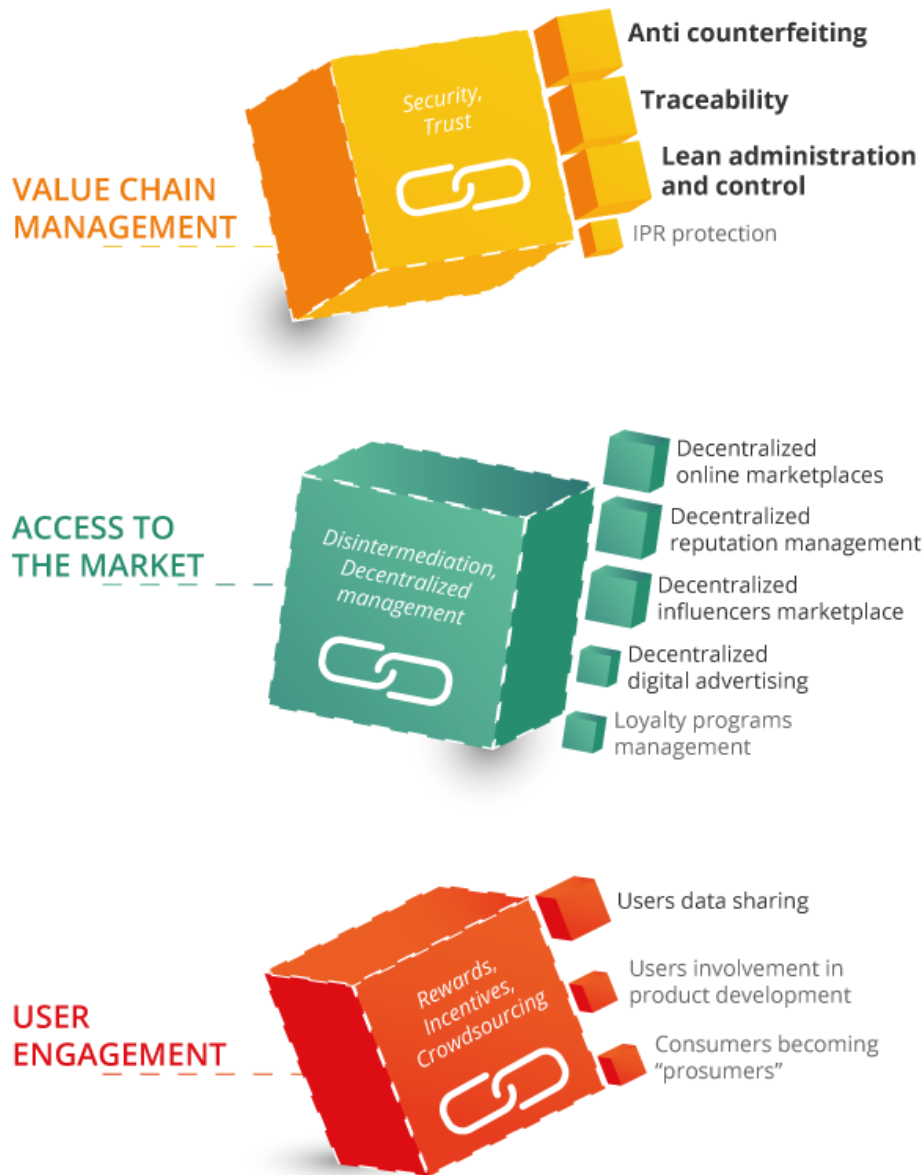 VALUE CHAIN
MANAGEMENT
Security,
Trust
Anti counterfeiting
Traceability
Lean administration
and control
IPR protection
ACCESS TO
THE MARKET
Disintermediation,
Decentralized
management
Decentralized
online marketplaces
Decentralized
reputation management
Decentralized
influencers marketplace
Decentralized
digital advertising
Loyalty programs
management
USER
ENGAGEMENT
Rewards,
Incentives,
Crowdsourcing
Users data sharing
Users involvement in
product development
Consumers becoming
“prosumers”